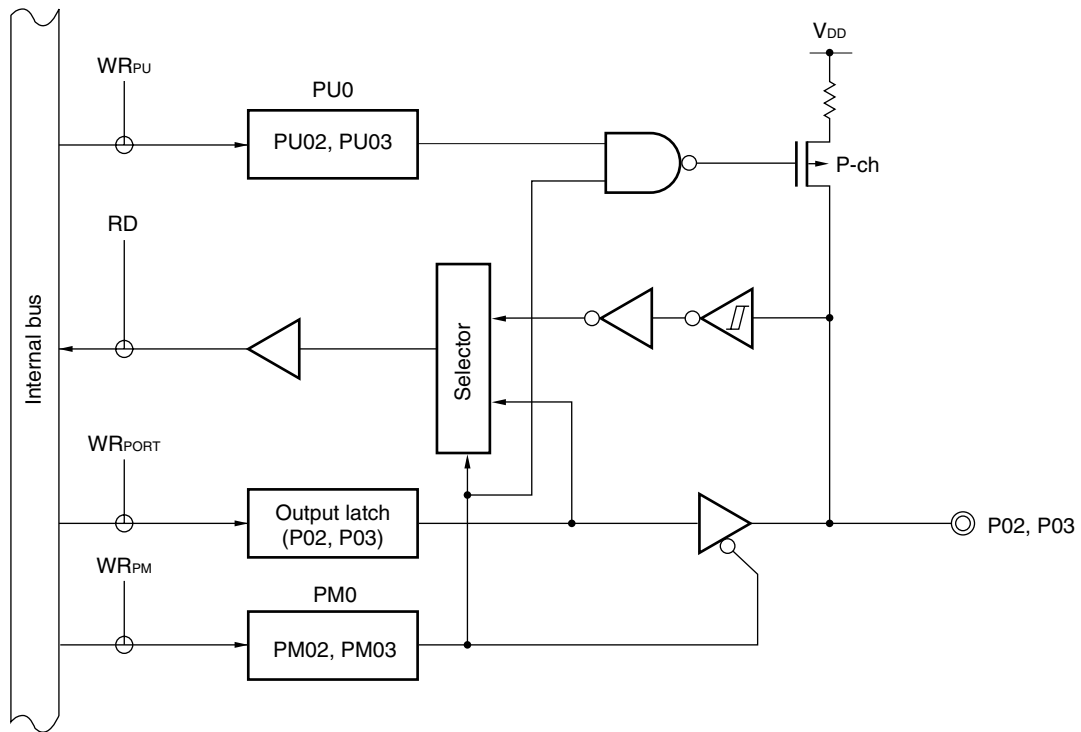 VDD
WRPU
PU0
PU02, PU03
P-ch
RD
Internal bus
Selector
WRPORT
Output latch
(P02, P03)
P02, P03
WRPM
PM0
PM02, PM03